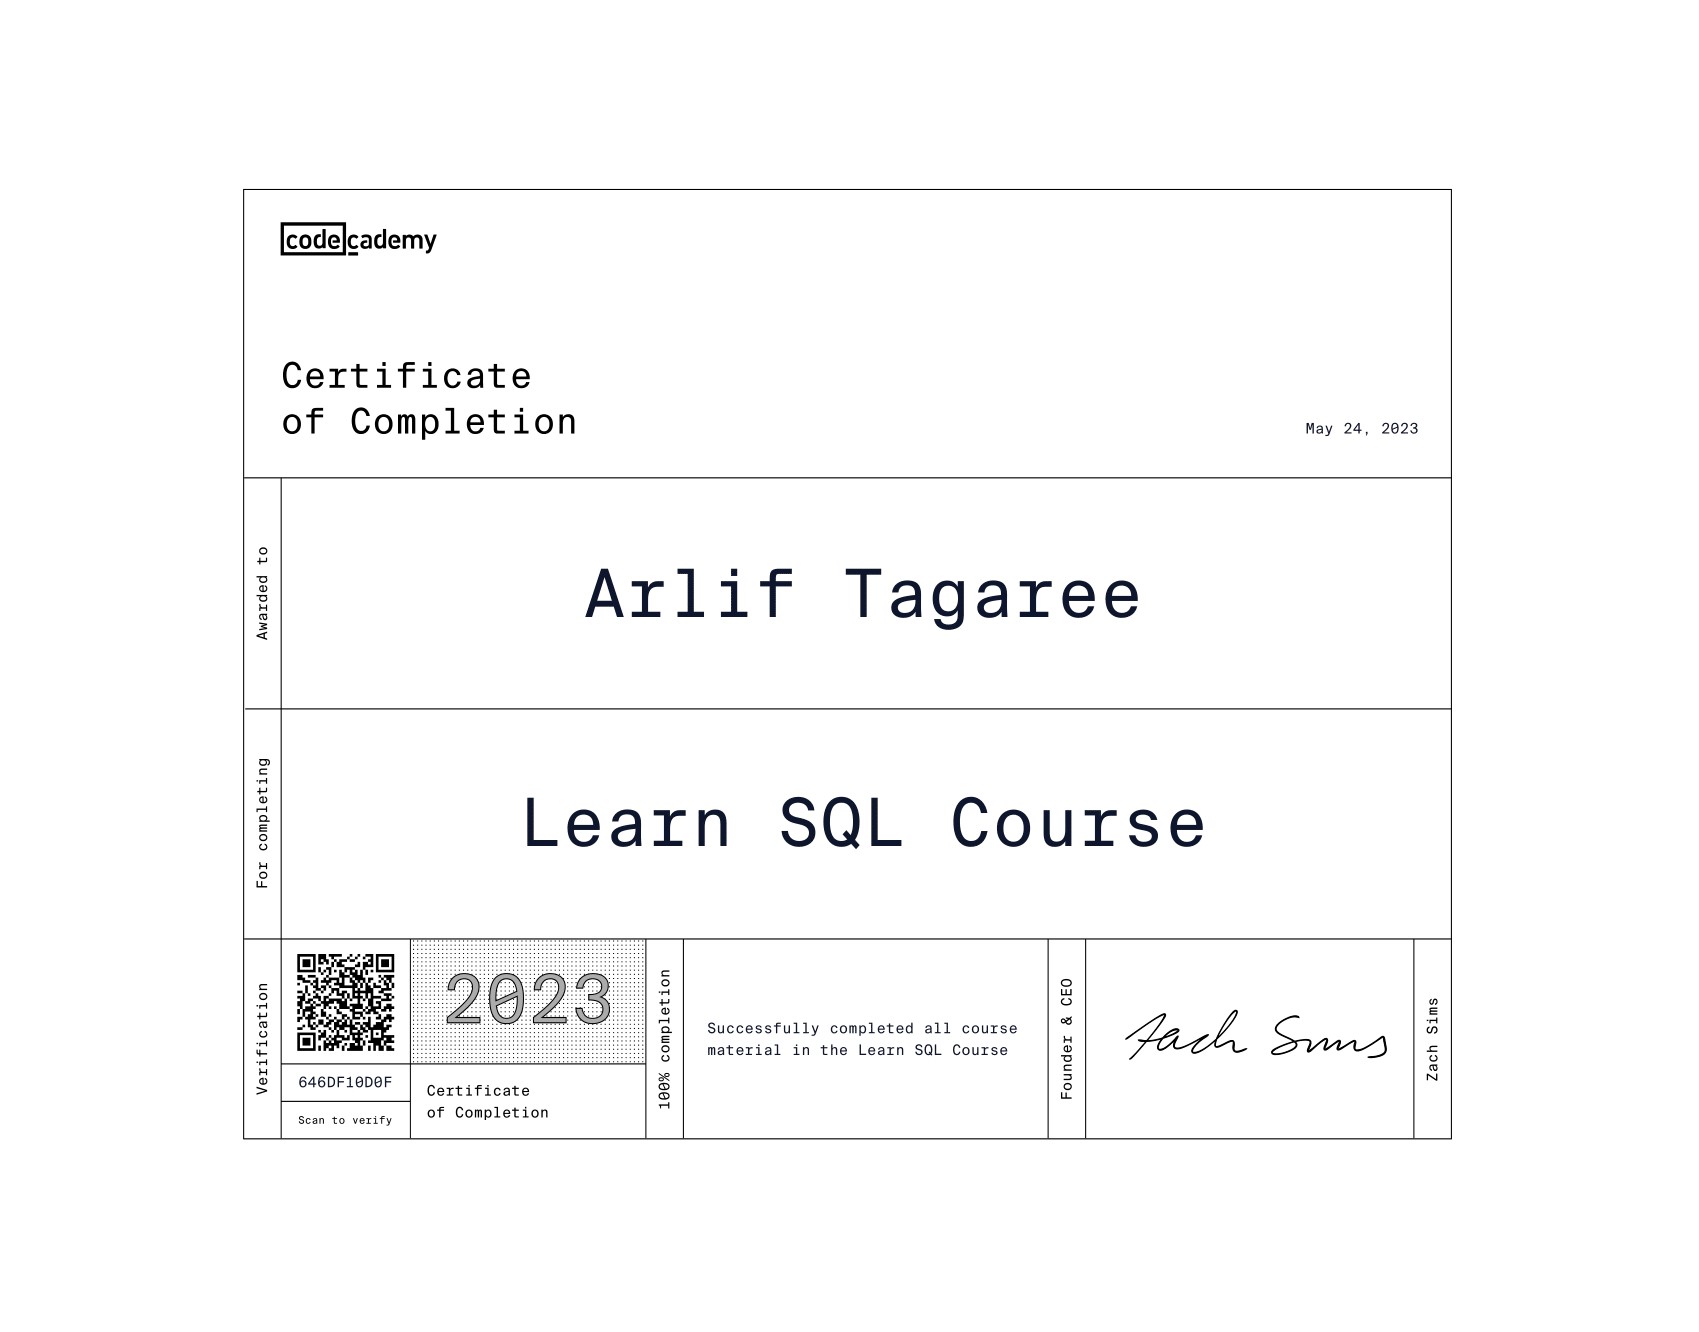 codecademy
Certificate
of Completion
May 24, 2023
Awarded to
Arlif Tagaree
For completing
Learn SQL Course
Verification
646DF10D0F
Scan to verify
2023
Certificate
of Completion
100% completion
Successfully completed all course
material in the Learn SQL Course
Founder & CEO
Zach Sims
Zach Sims